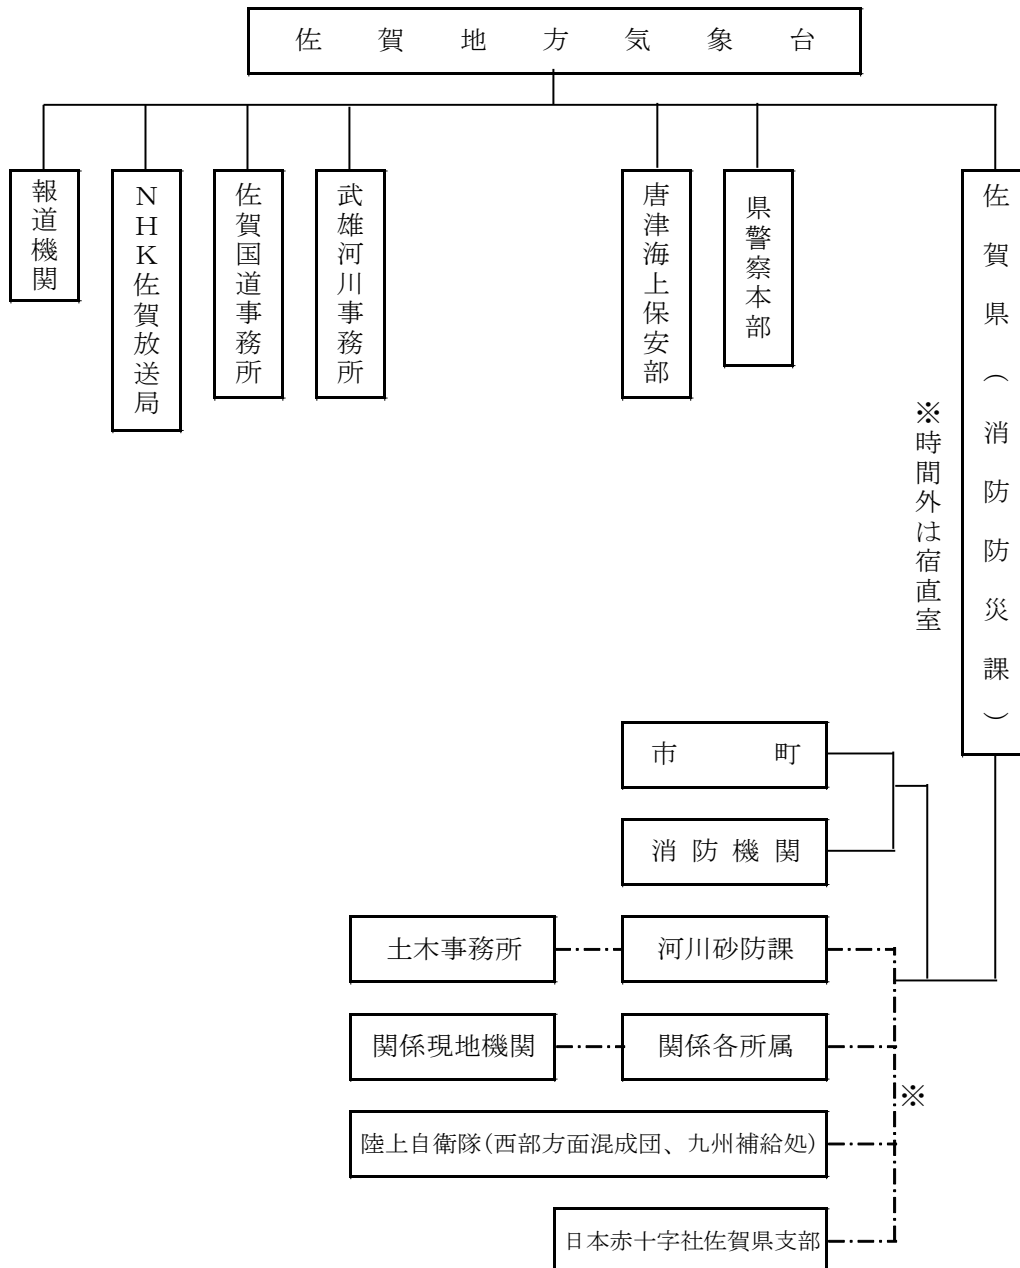 佐賀地方気象台
報道機関
NHK佐賀放送局
佐賀国道事務所
武雄河川事務所
唐津海上保安部
県警察本部
佐賀県（消防防災課）
※時間外は宿直室
市町
消防機関
土木事務所
河川砂防課
関係現地機関
関係各所属
※
陸上自衛隊(西部方面混成団、九州補給処)
日本赤十字社佐賀県支部